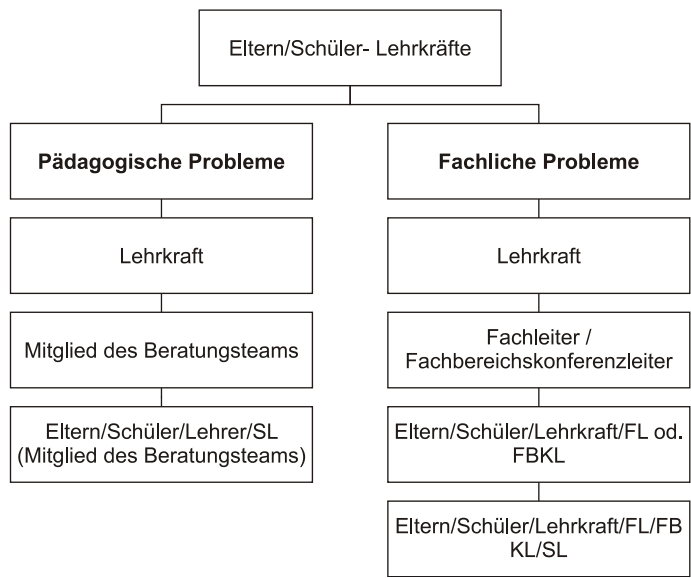 Eltern/Schüler- Lehrkräfte
Pädagogische Probleme
Lehrkraft
Mitglied des Beratungsteams
Eltern/Schüler/Lehrer/SL
(Mitglied des Beratungsteams)
Fachliche Probleme
Lehrkraft
Fachleiter /
Fachbereichskonferenzleiter
Eltern/Schüler/Lehrkraft/FL od.
FBKL
Eltern/Schüler/Lehrkraft/FL/FB
KL/SL